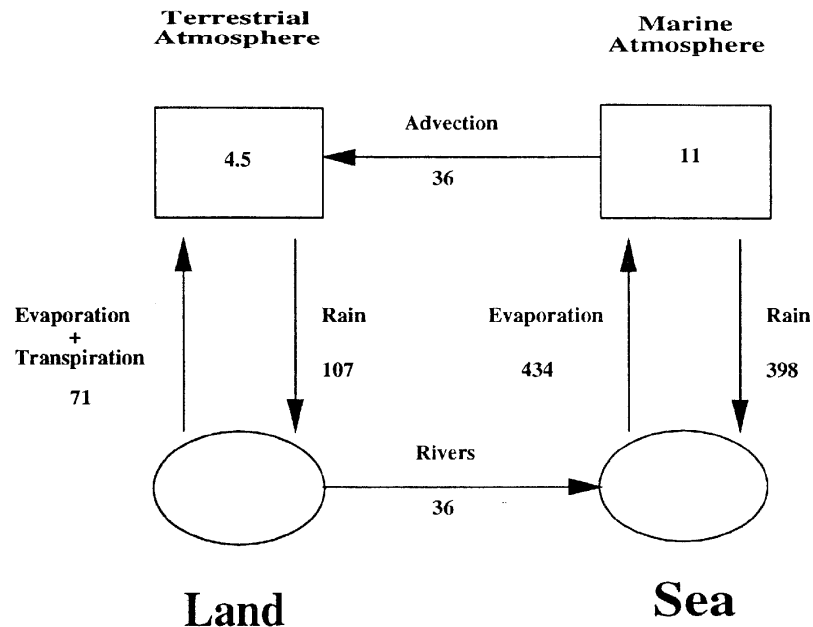 Terrestrial
Atmosphere
Marine
Atmosphere
Advection
4.5
11
36
Evaporation
+
Transpiration
71
Rain
107
Evaporation
434
Rain
398
Rivers
36
Land
Sea